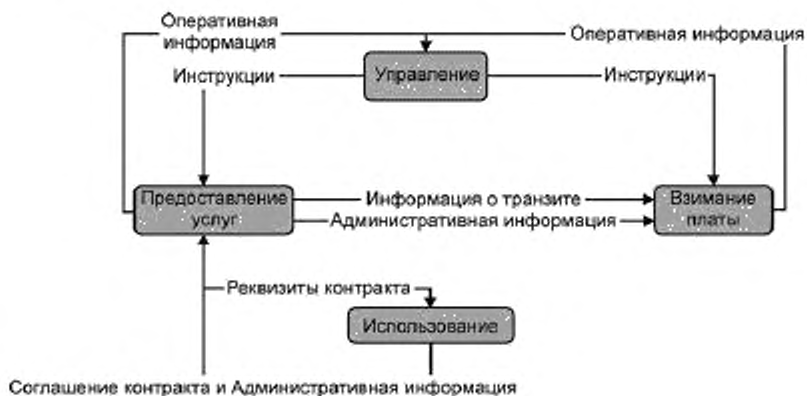 Оперативная
информация
Оперативная информация
Инструкции
Управление
Инструкции
Предоставление
услуг
Информация о транзите
Административная информация
Взимание
платы
Реквизиты контракта
Использование
Соглашение контракта и Административная информация